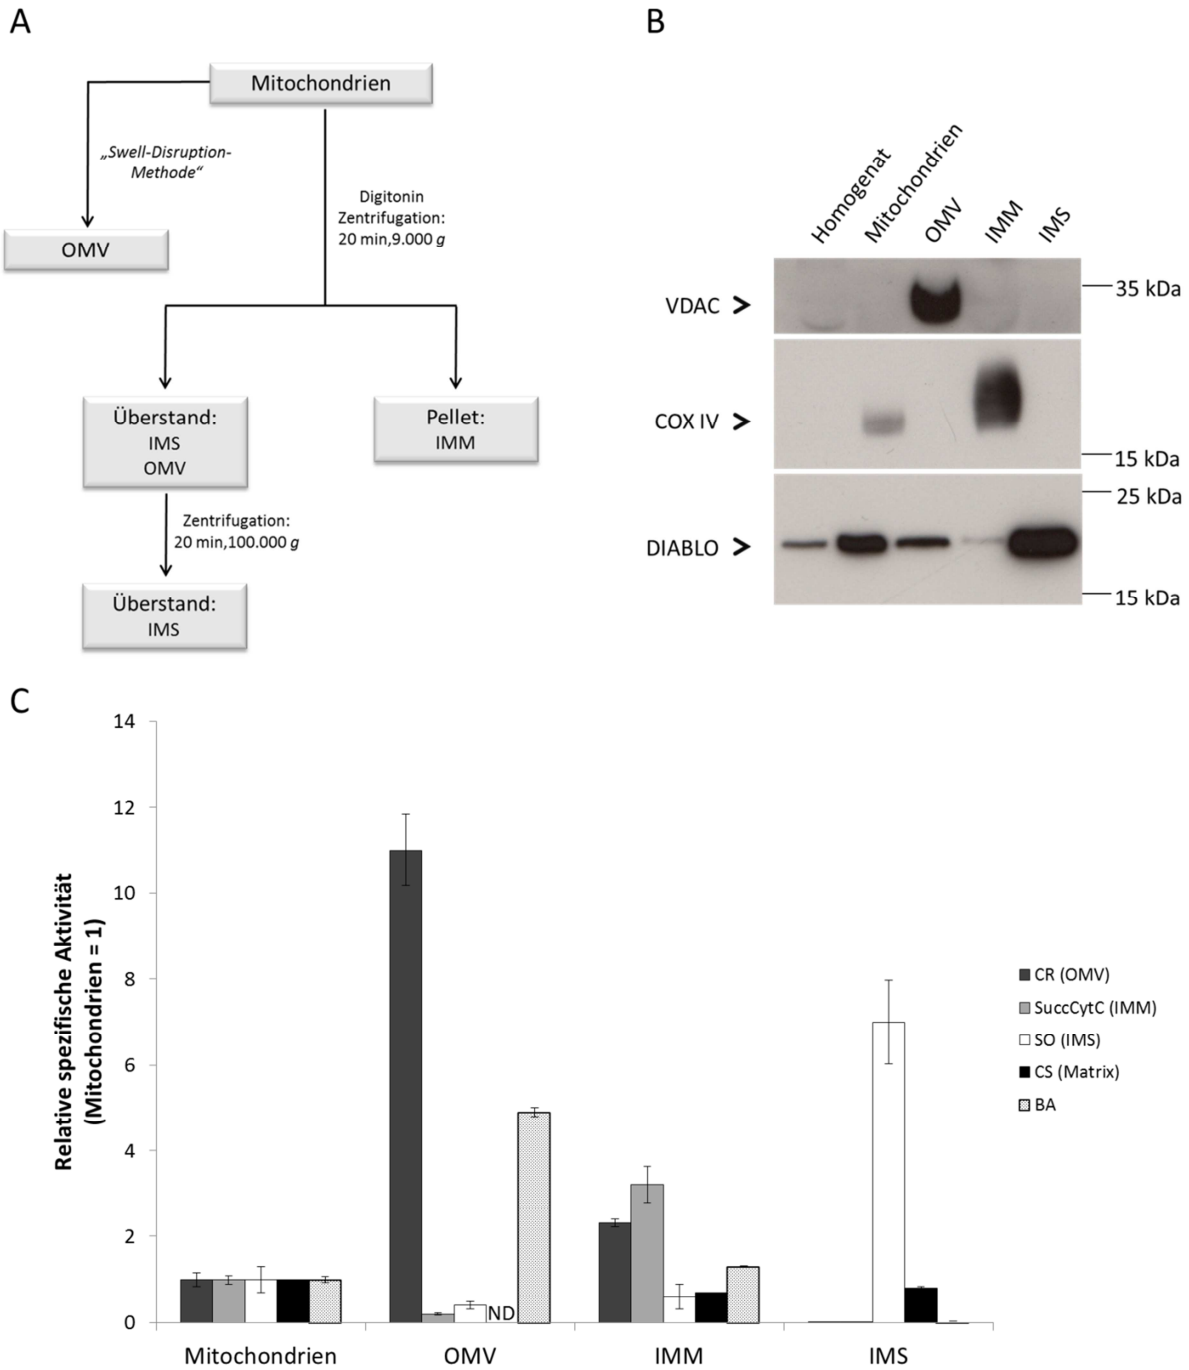 A
Mitochondrien
„Swell-Disruption-
Methode“
OMV
Digitonin
Zentrifugation:
20 min,9.000 g
Überstand:
IMS
OMV
Pellet:
IMM
Zentrifugation:
20 min,100.000 g
Überstand:
IMS
B
Homogenat
Mitochondrien
OMV
IMM
IMS
VDAC
35 kDa
COX IV
15 kDa
25 kDa
DIABLO
15 kDa
C
Relative spezifische Aktivität
(Mitochondrien = 1)
14
12
10
8
6
4
2
0
ND
Mitochondrien
OMV
IMM
IMS
CR (OMV)
SuccCytC (IMM)
SO (IMS)
CS (Matrix)
BA